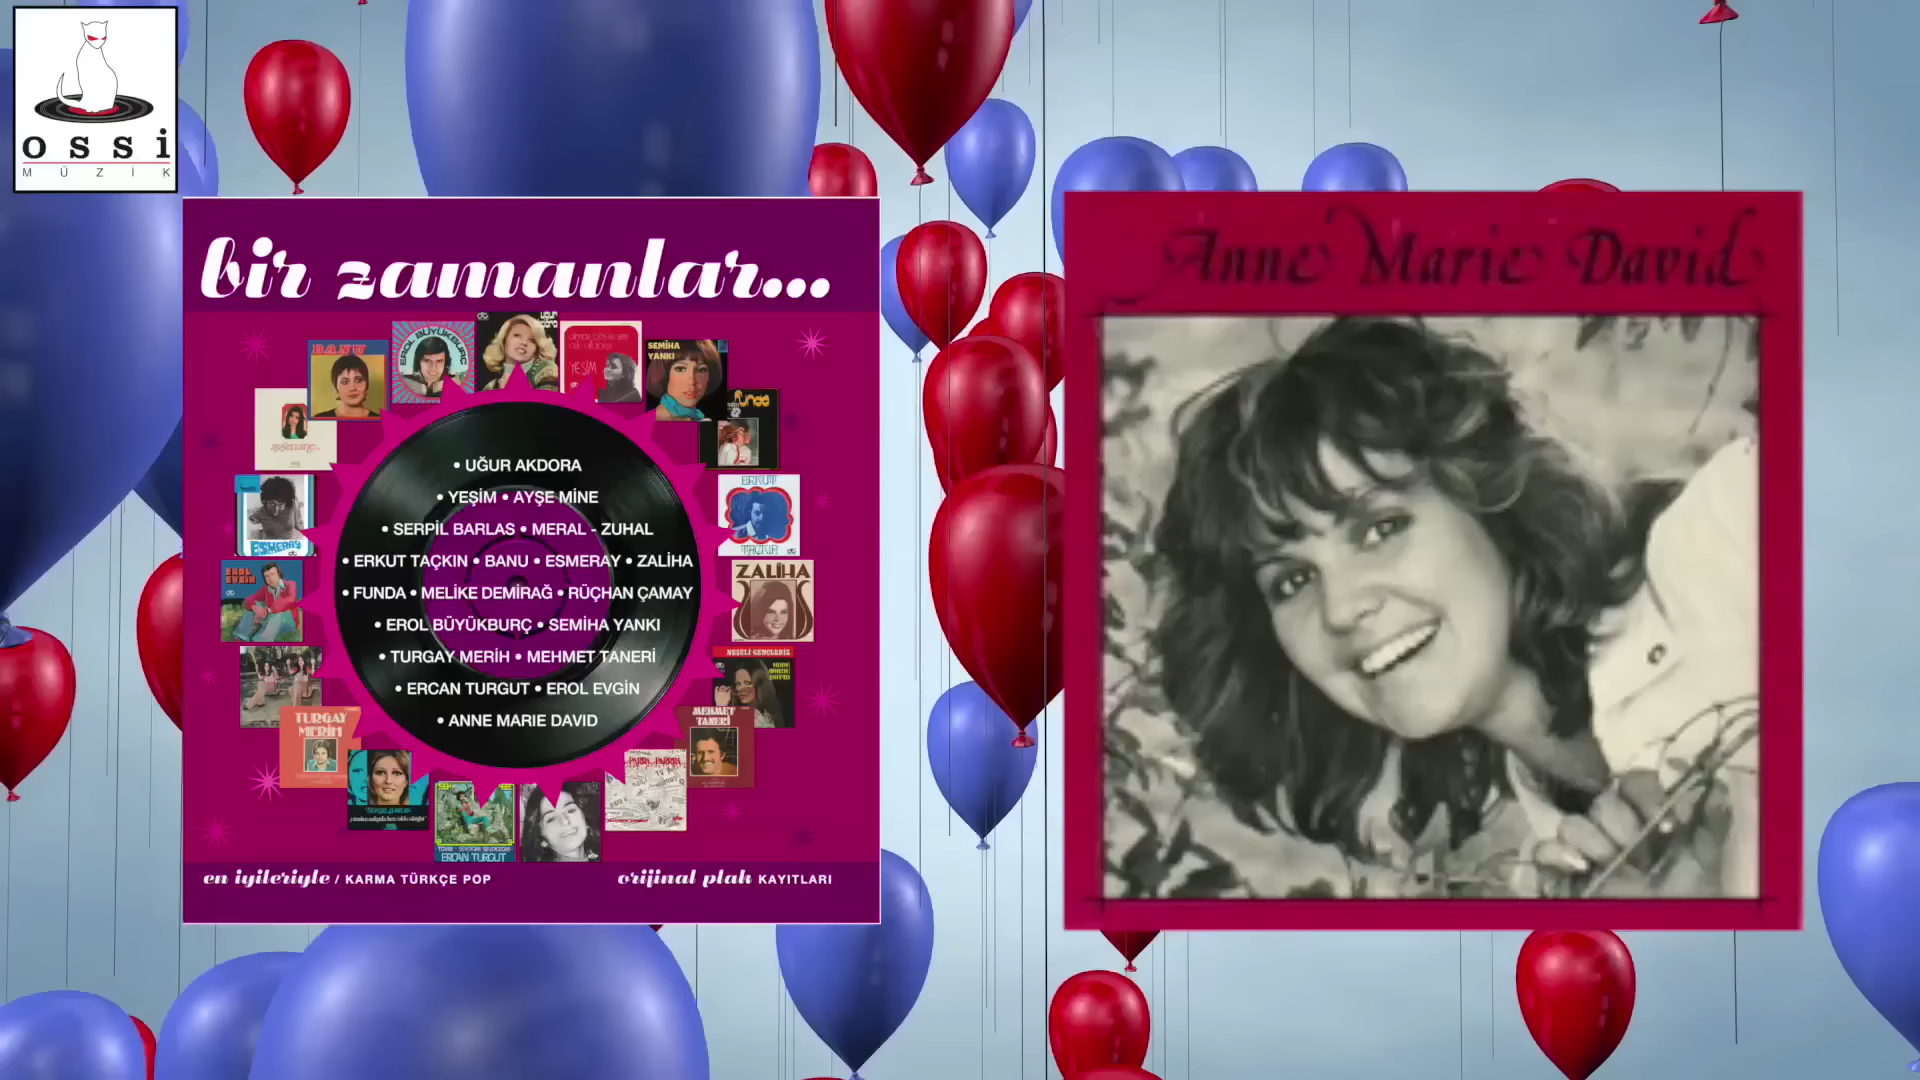 ossi
MÜZİK
bir zamanlar...
BANU
EROL BÜYÜKBURÇ
YEŞİM
SEMİHA
YANKI
ERKUT
TAÇKIN
ESMERAY
EROL
EVGİN
ZALİHA
NEŞELİ GENÇLERİZ
TURGAY
MERİH
MEHMET
TANERİ
ERCAN TURGUT
• UĞUR AKDORA
• YEŞİM • AYŞE MİNE
• SERPİL BARLAS • MERAL - ZUHAL
• ERKUT TAÇKIN • BANU • ESMERAY • ZALİHA
• FUNDA • MELİKE DEMİRAĞ • RÜÇHAN ÇAMAY
• EROL BÜYÜKBURÇ • SEMİHA YANKI
• TURGAY MERİH • MEHMET TANERİ
• ERCAN TURGUT • EROL EVGİN
• ANNE MARIE DAVID
en iyileriyle / KARMA TÜRKÇE POP
orijinal plak KAYITLARI
Anne Marie David